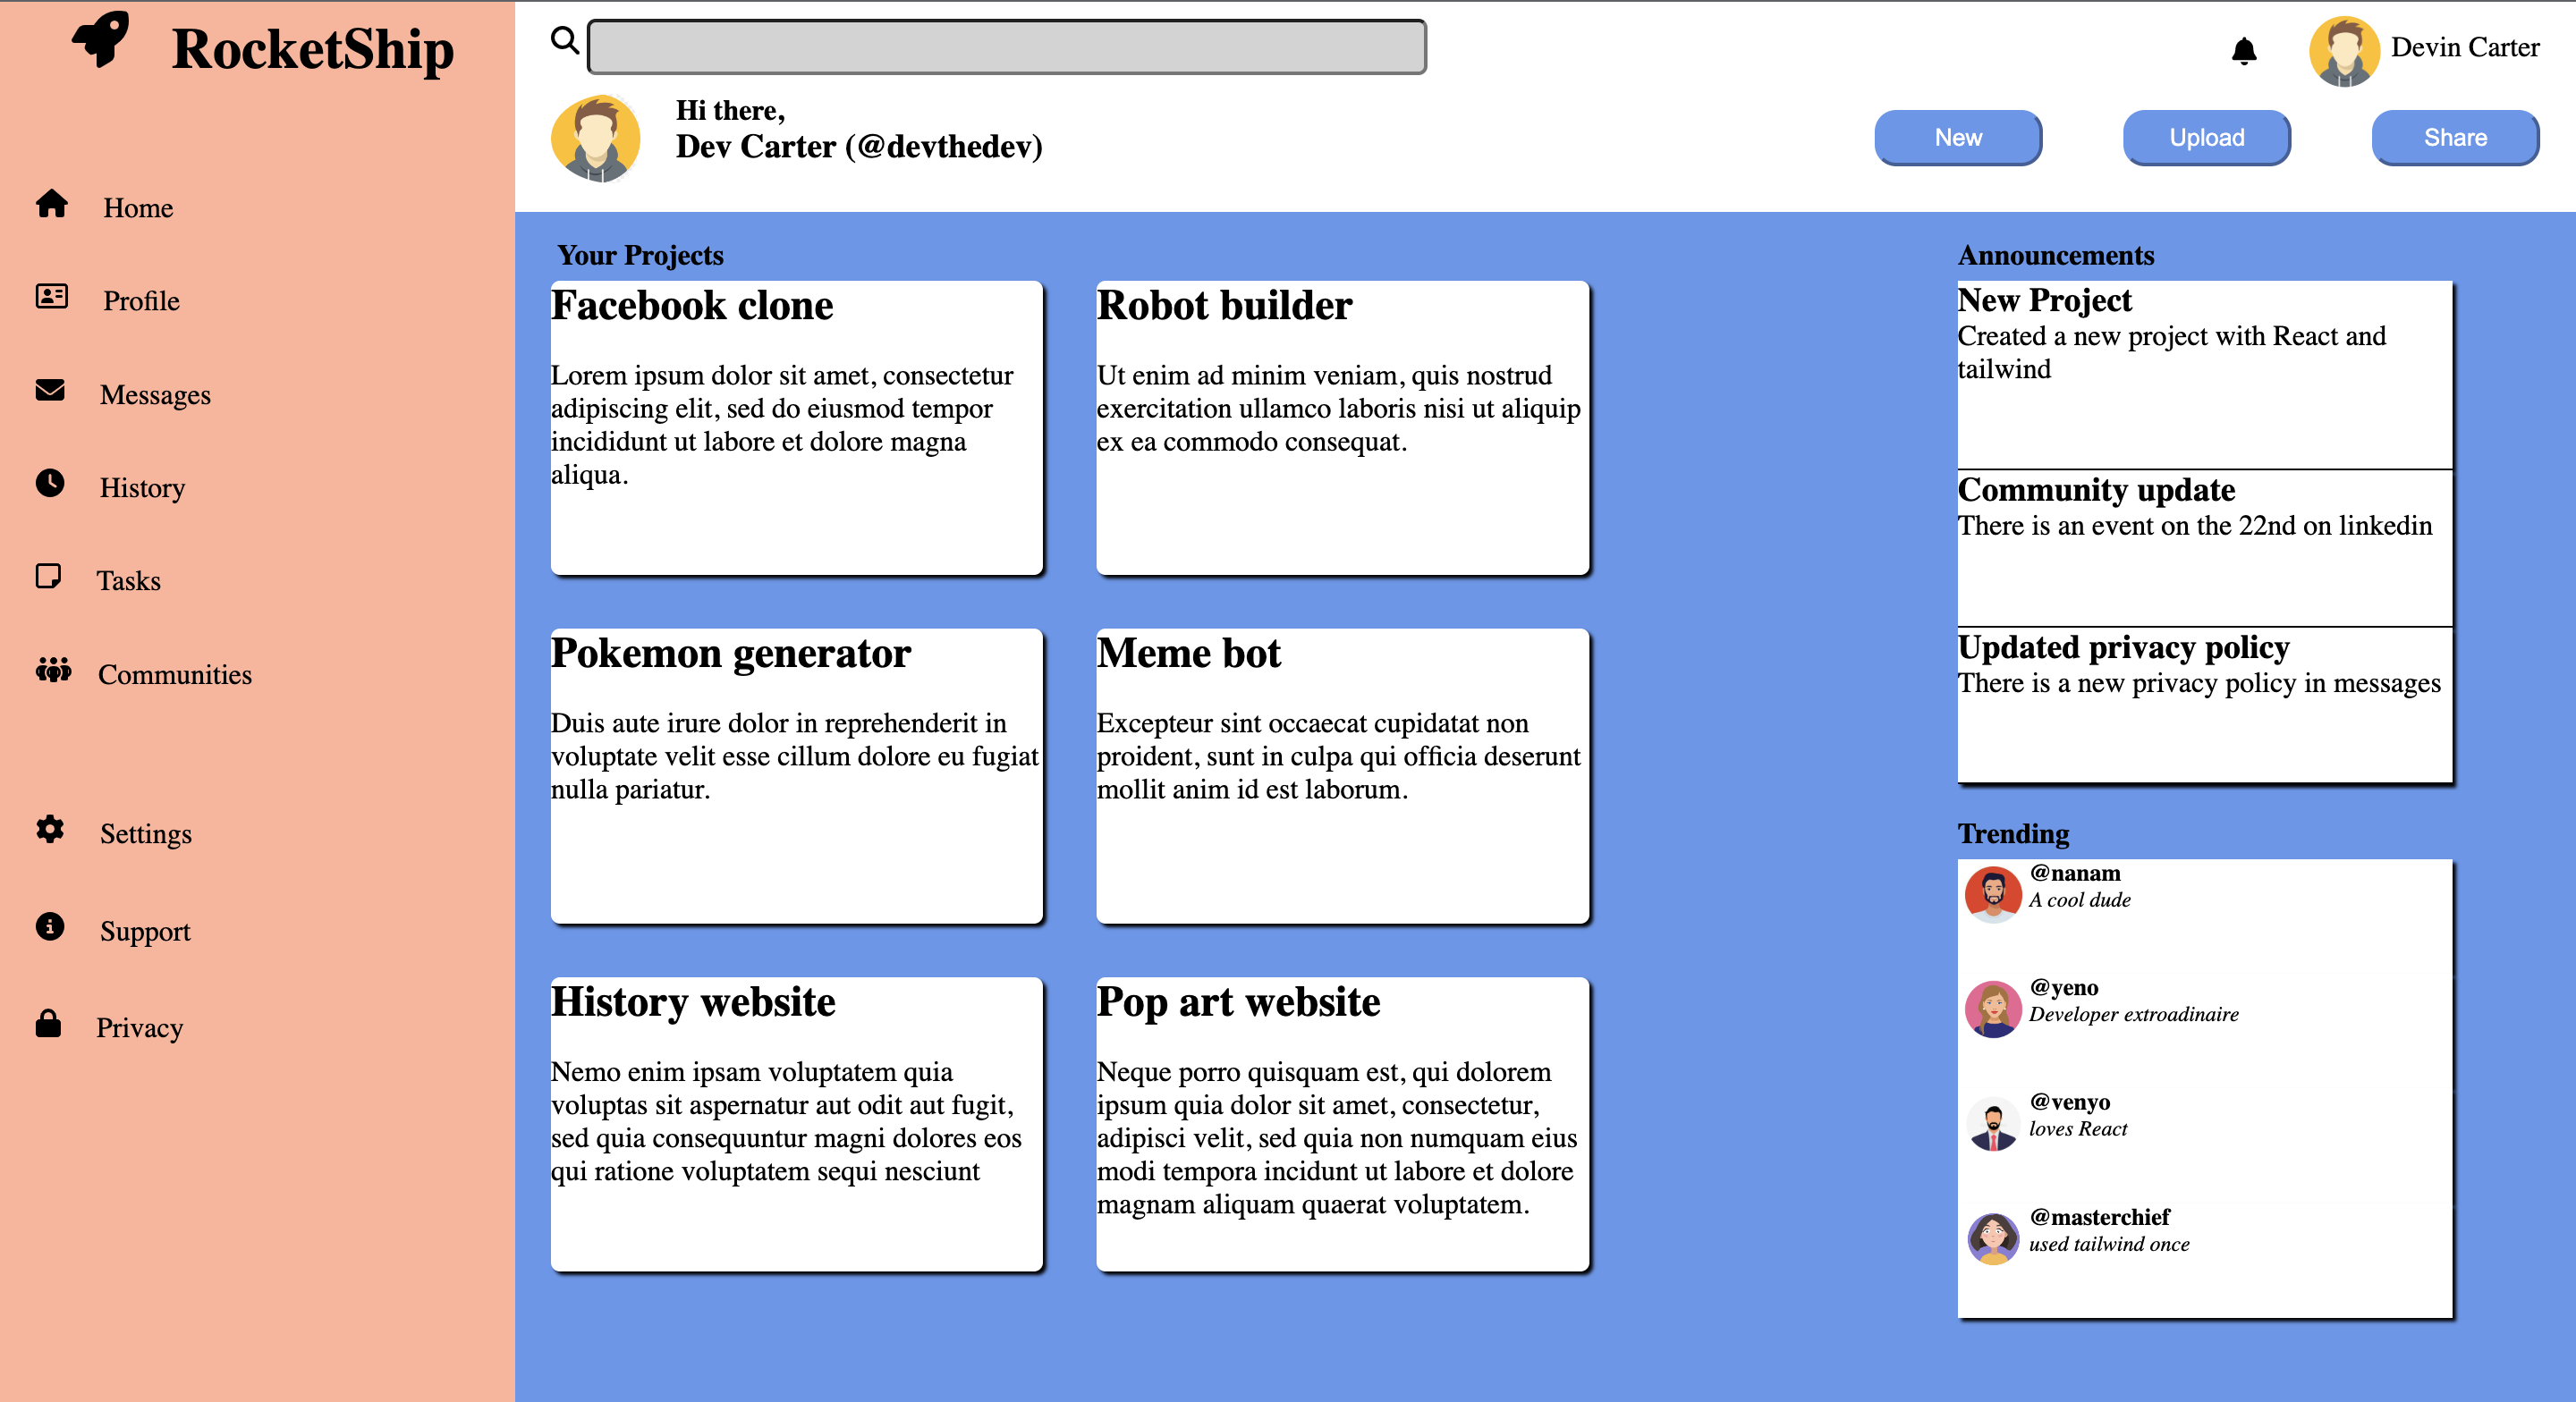 RocketShip
Home
Profile
Messages
History
Tasks
Communities
Settings
Support
Privacy
Devin Carter
Hi there,
Dev Carter (@devthedev)
New
Upload
Share
Your Projects
Facebook clone
Lorem ipsum dolor sit amet, consectetur
adipiscing elit, sed do eiusmod tempor
incididunt ut labore et dolore magna
aliqua.
Robot builder
Ut enim ad minim veniam, quis nostrud
exercitation ullamco laboris nisi ut aliquip
ex ea commodo consequat.
Pokemon generator
Duis aute irure dolor in reprehenderit in
voluptate velit esse cillum dolore eu fugiat
nulla pariatur.
Meme bot
Excepteur sint occaecat cupidatat non
proident, sunt in culpa qui officia deserunt
mollit anim id est laborum.
History website
Nemo enim ipsam voluptatem quia
voluptas sit aspernatur aut odit aut fugit,
sed quia consequuntur magni dolores eos
qui ratione voluptatem sequi nesciunt
Pop art website
Neque porro quisquam est, qui dolorem
ipsum quia dolor sit amet, consectetur,
adipisci velit, sed quia non numquam eius
modi tempora incidunt ut labore et dolore
magnam aliquam quaerat voluptatem.
Announcements
New Project
Created a new project with React and
tailwind
Community update
There is an event on the 22nd on linkedin
Updated privacy policy
There is a new privacy policy in messages
Trending
@nanam
A cool dude
@yeno
Developer extroadinaire
@venyo
loves React
@masterchief
used tailwind once